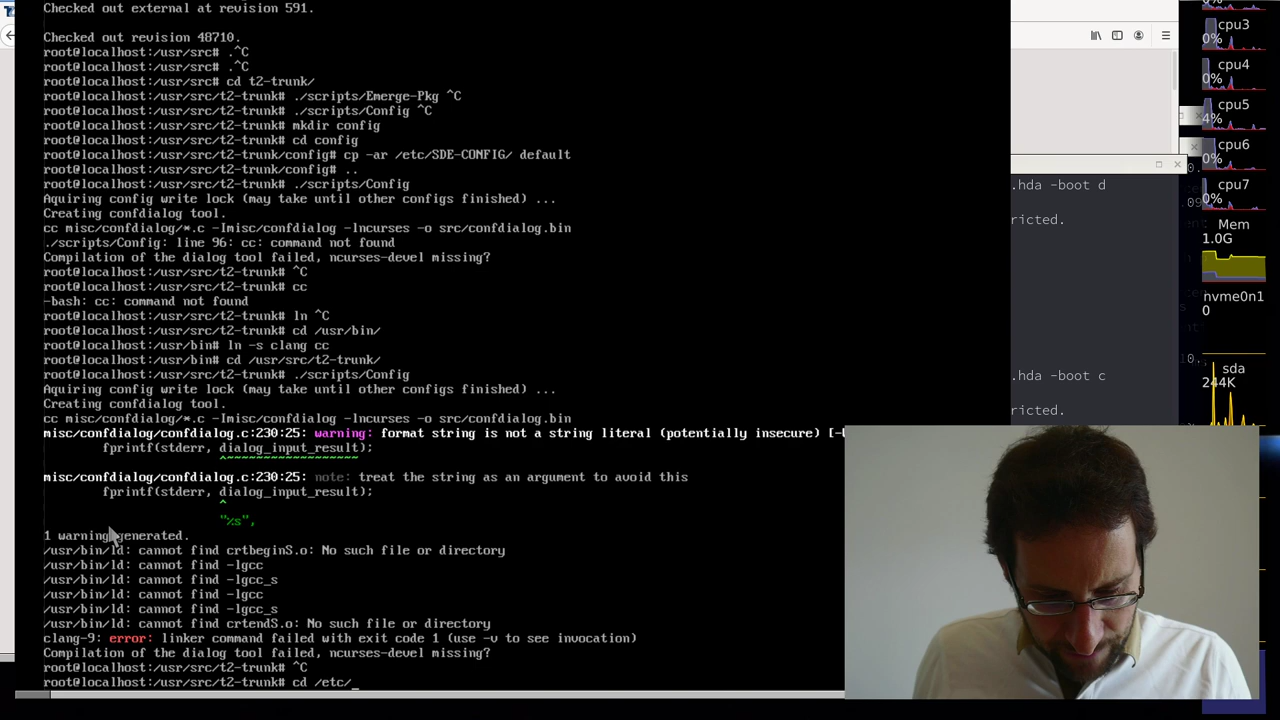 Checked out external at revision 591.
Checked out revision 48710.
root@localhost:/usr/src# .^C
root@localhost:/usr/src# .^C
root@localhost:/usr/src# cd t2-trunk/
root@localhost:/usr/src/t2-trunk# ./scripts/Emerge-Pkg ^C
root@localhost:/usr/src/t2-trunk# ./scripts/Config ^C
root@localhost:/usr/src/t2-trunk# mkdir config
root@localhost:/usr/src/t2-trunk# cd config
root@localhost:/usr/src/t2-trunk/config# cp -ar /etc/SDE-CONFIG/ default
root@localhost:/usr/src/t2-trunk/config# ..
root@localhost:/usr/src/t2-trunk# ./scripts/Config
Aquiring config write lock (may take until other configs finished) ...
Creating confdialog tool.
cc misc/confdialog/*.c -Imisc/confdialog -lncurses -o src/confdialog.bin
./scripts/Config: line 96: cc: command not found
Compilation of the dialog tool failed, ncurses-devel missing?
root@localhost:/usr/src/t2-trunk# ^C
root@localhost:/usr/src/t2-trunk# cc
-bash: cc: command not found
root@localhost:/usr/src/t2-trunk# ln ^C
root@localhost:/usr/src/t2-trunk# cd /usr/bin/
root@localhost:/usr/bin# ln -s clang cc
root@localhost:/usr/bin# cd /usr/src/t2-trunk/
root@localhost:/usr/src/t2-trunk# ./scripts/Config
Aquiring config write lock (may take until other configs finished) ...
Creating confdialog tool.
cc misc/confdialog/*.c -Imisc/confdialog -lncurses -o src/confdialog.bin
misc/confdialog/confdialog.c:230:25: warning: format string is not a string literal (potentially insecure) [-
fprintf(stderr, dialog_input_result);
^~~~~~~~~~~~~~~~~~~
misc/confdialog/confdialog.c:230:25: note: treat the string as an argument to avoid this
fprintf(stderr, dialog_input_result);
^
"%s",
1 warning generated.
/usr/bin/ld: cannot find crtbeginS.o: No such file or directory
/usr/bin/ld: cannot find -lgcc
/usr/bin/ld: cannot find -lgcc_s
/usr/bin/ld: cannot find -lgcc
/usr/bin/ld: cannot find -lgcc_s
/usr/bin/ld: cannot find crtendS.o: No such file or directory
clang-9: error: linker command failed with exit code 1 (use -v to see invocation)
Compilation of the dialog tool failed, ncurses-devel missing?
root@localhost:/usr/src/t2-trunk# ^C
root@localhost:/usr/src/t2-trunk# cd /etc/_
.hda -boot d
ricted.
.hda -boot c
ricted.
0%
cpu3
0%
cpu4
0%
cpu5
4%
cpu6
0%
cpu7
0%
Mem
1.0G
nvme0n1
0
sda
244K